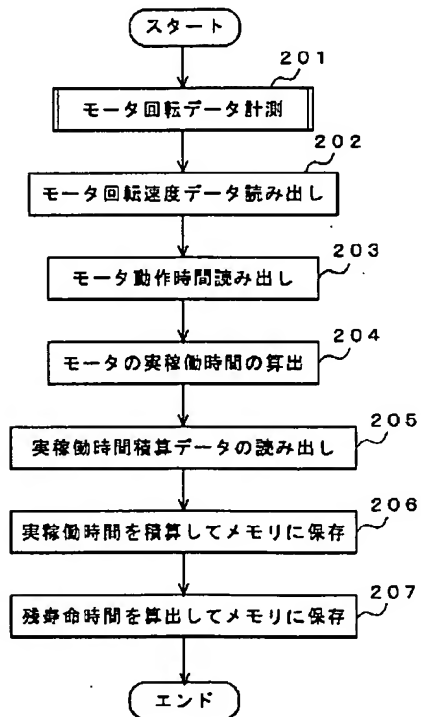 スタート
201
モータ回転データ計測
202
モータ回転速度データ読み出し
203
モータ動作時間読み出し
204
モータの実稼働時間の算出
205
実稼働時間積算データの読み出し
206
実稼働時間を積算してメモリに保存
207
残寿命時間を算出してメモリに保存
エンド